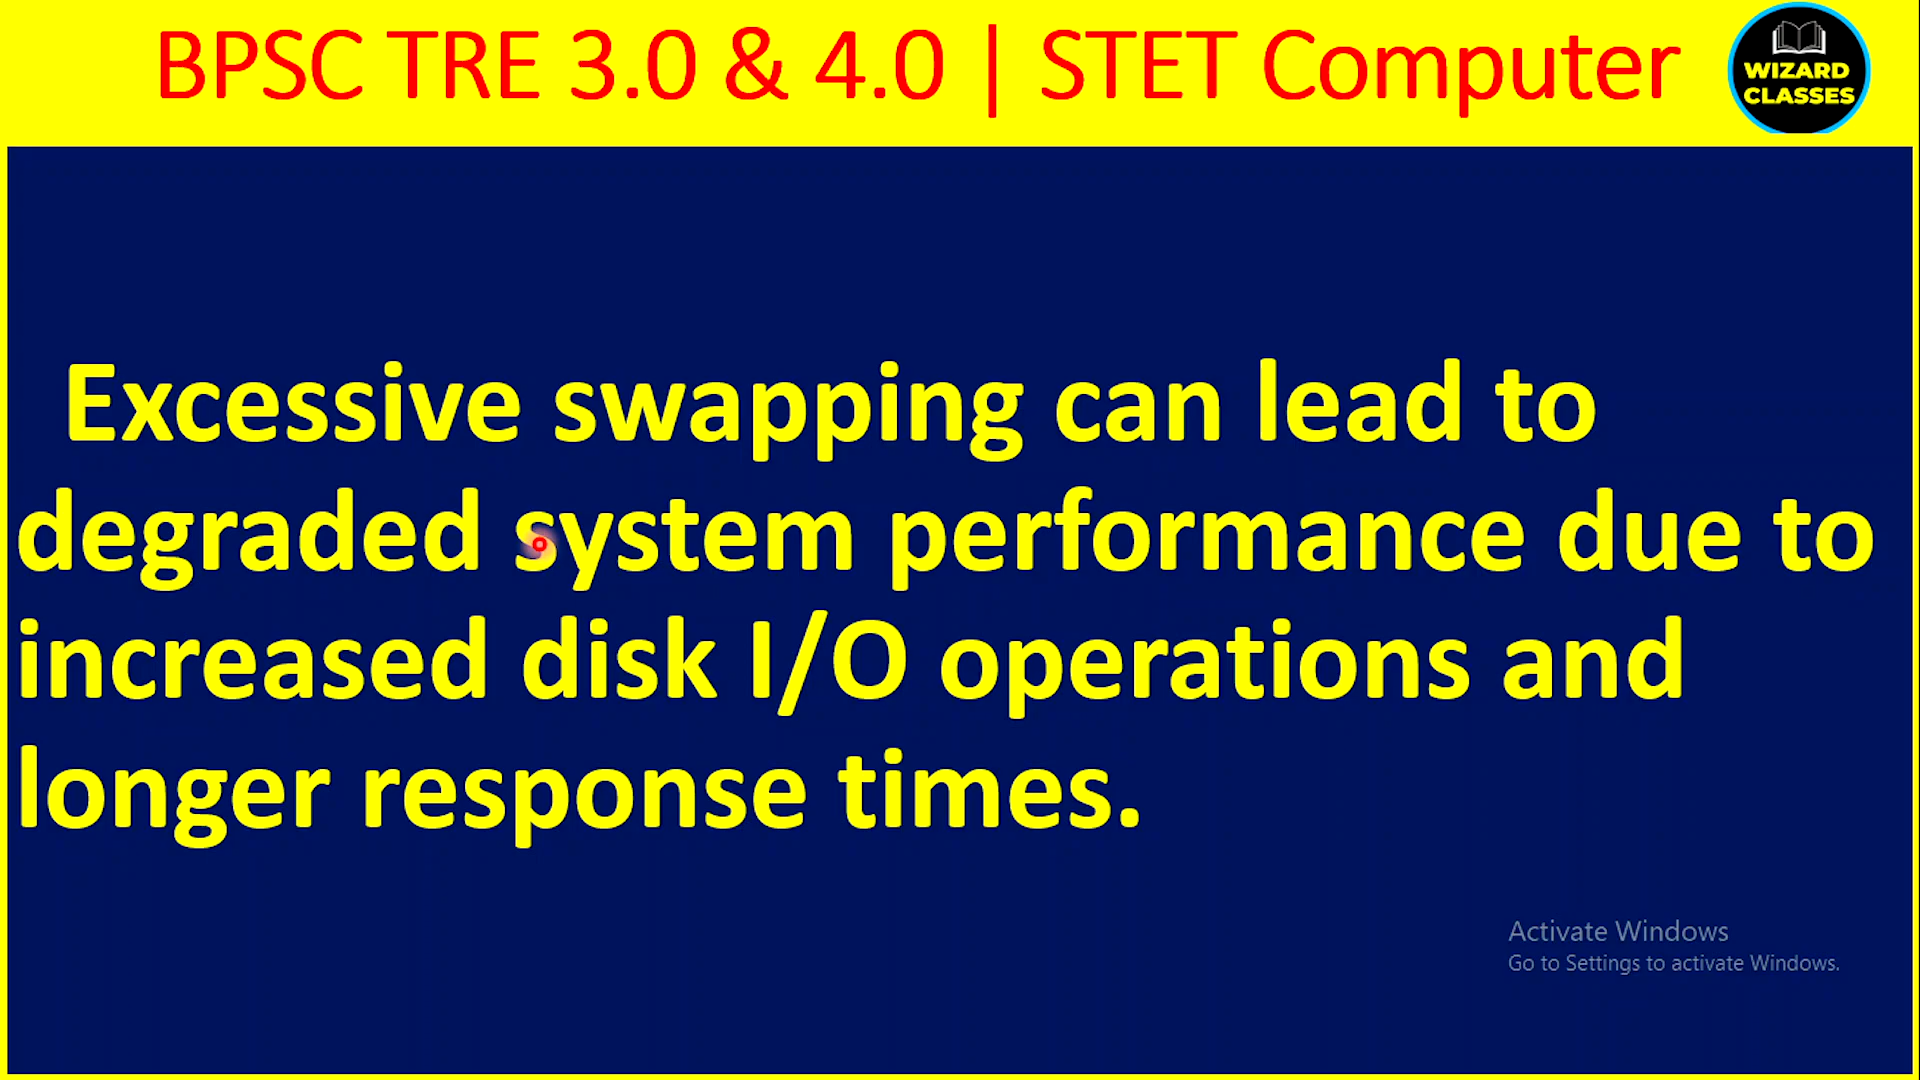 BPSC TRE 3.0 & 4.0 | STET Computer
WIZARD
CLASSES
Excessive swapping can lead to
degraded system performance due to
increased disk I/O operations and
longer response times.
Activate Windows
Go to Settings to activate Windows.